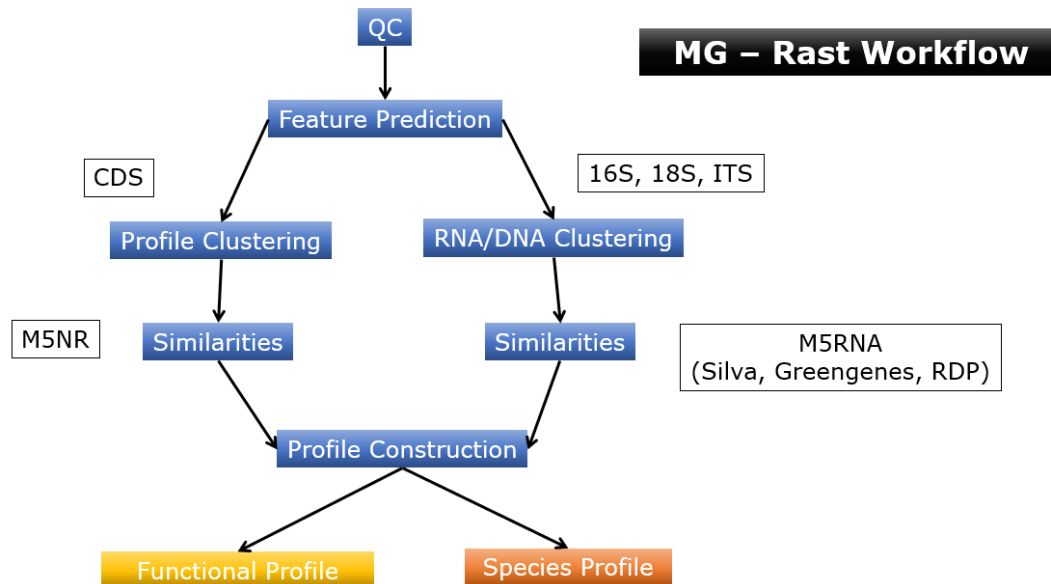 QC
MG – Rast Workflow
Feature Prediction
CDS
16S, 18S, ITS
Profile Clustering
RNA/DNA Clustering
M5NR
Similarities
Similarities
M5RNA
(Silva, Greengenes, RDP)
Profile Construction
Functional Profile
Species Profile